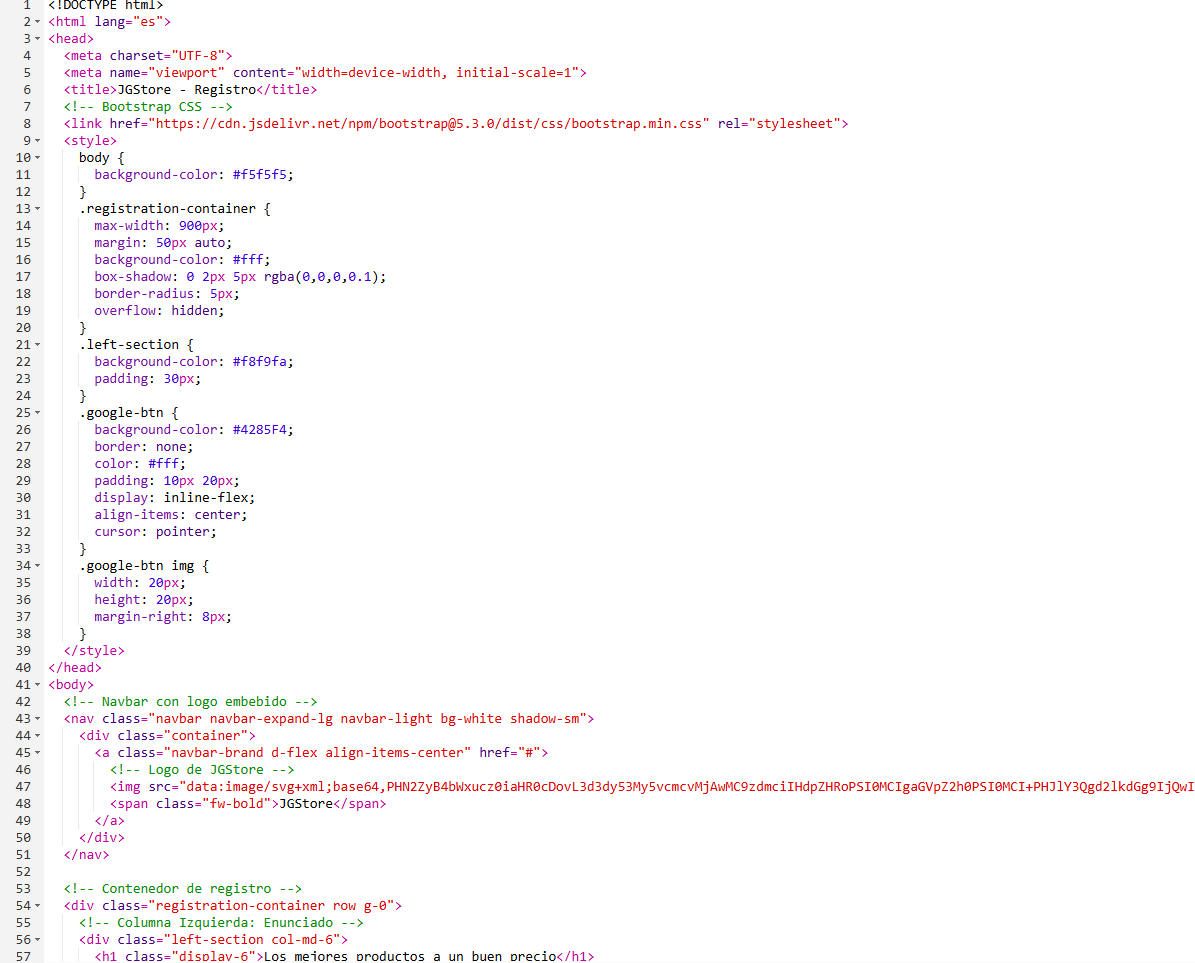 1 <!DOCTYPE html>
2 <html lang="es">
3 <head>
4 <meta charset="UTF-8">
5 <meta name="viewport" content="width=device-width, initial-scale=1">
6 <title>JGStore - Registro</title>
7 <!-- Bootstrap CSS -->
8 <link href="https://cdn.jsdelivr.net/npm/bootstrap@5.3.0/dist/css/bootstrap.min.css" rel="stylesheet">
9 <style>
10 body {
11 background-color: #f5f5f5;
12 }
13 .registration-container {
14 max-width: 900px;
15 margin: 50px auto;
16 background-color: #fff;
17 box-shadow: 0 2px 5px rgba(0,0,0,0.1);
18 border-radius: 5px;
19 overflow: hidden;
20 }
21 .left-section {
22 background-color: #f8f9fa;
23 padding: 30px;
24 }
25 .google-btn {
26 background-color: #4285F4;
27 border: none;
28 color: #fff;
29 padding: 10px 20px;
30 display: inline-flex;
31 align-items: center;
32 cursor: pointer;
33 }
34 .google-btn img {
35 width: 20px;
36 height: 20px;
37 margin-right: 8px;
38 }
39 </style>
40 </head>
41 <body>
42 <!-- Navbar con logo embebido -->
43 <nav class="navbar navbar-expand-lg navbar-light bg-white shadow-sm">
44 <div class="container">
45 <a class="navbar-brand d-flex align-items-center" href="#">
46 <!-- Logo de JGStore -->
47 <img src="data:image/svg+xml;base64,PHN2ZyB4bWxucz0iaHR0cDovL3d3dy53My5vcmcvMjAwMC9zdmciIHdpZHRoPSI0MCIgaGVpZ2h0PSI0MCI+PHJlY3Qgd2lkdGg9IjQwI
48 <span class="fw-bold">JGStore</span>
49 </a>
50 </div>
51 </nav>
52
53 <!-- Contenedor de registro -->
54 <div class="registration-container row g-0">
55 <!-- Columna Izquierda: Enunciado -->
56 <div class="left-section col-md-6">
57 <h1 class="display-6">Los mejores productos a un buen precio</h1>